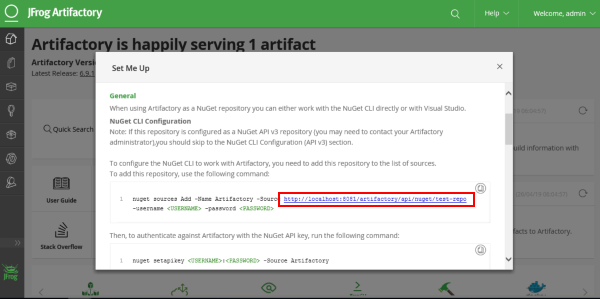 JFrog Artifactory
Help
Welcome, admin
Artifactory is happily serving 1 artifact
Artifactory Versi
Latest Release: 6.9.1
Set Me Up
×
General
When using Artifactory as a NuGet repository you can either work with the NuGet CLI directly or with Visual Studio.
NuGet CLI Configuration
Note: If this repository is configured as a NuGet API v3 repository (you may need to contact your Artifactory
administrator),you should skip to the NuGet CLI Configuration (API v3) section.
To configure the NuGet CLI to work with Artifactory, you need to add this repository to the list of sources.
To add this repository, use the following command:
1 nuget sources Add -Name Artifactory -Sourc http://localhost:8081/artifactory/api/nuget/test-repo
-username <USERNAME> -password <PASSWORD>
Then, to authenticate against Artifactory with the NuGet API key, run the following command:
1 nuget setapikey <USERNAME>:<PASSWORD> -Source Artifactory
Quick Search
User Guide
Stack Overflow
uild information with
facts to Artifactory.
JFrog